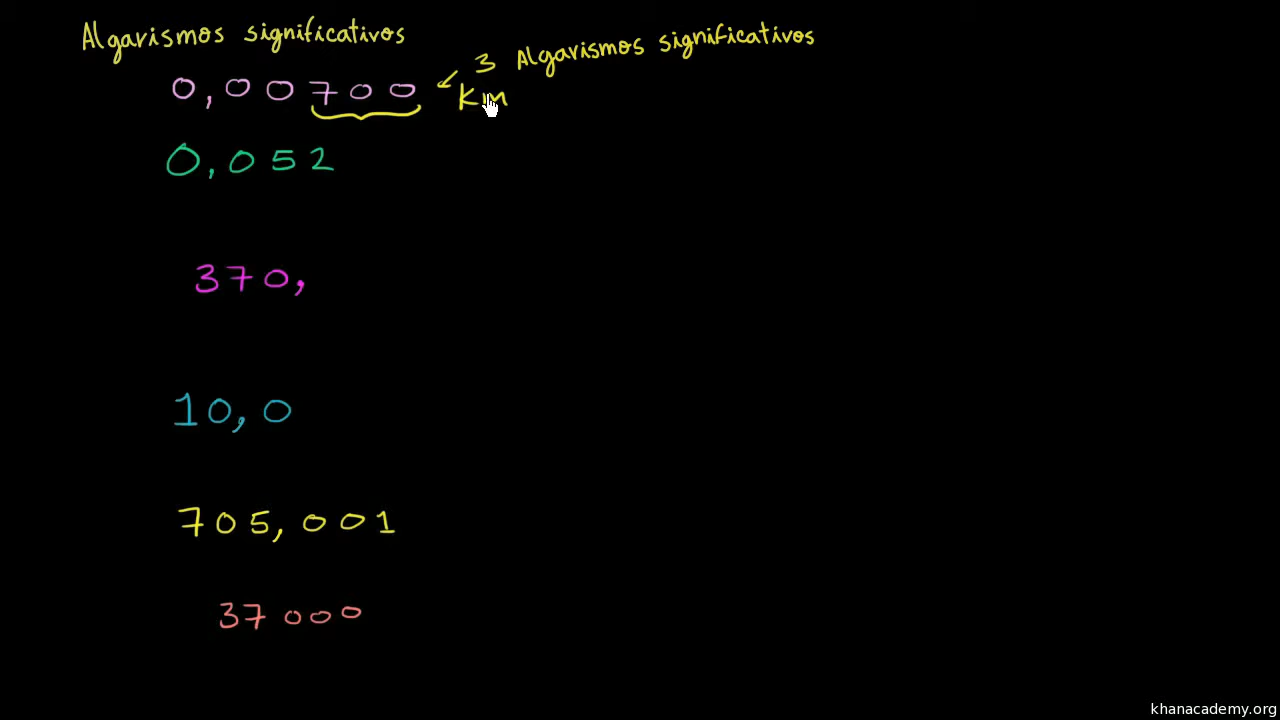 Algarismos significativos
3 Algarismos significativos
0,00700 Km
0,052
370,
10,0
705,001
37000
khanacademy.org